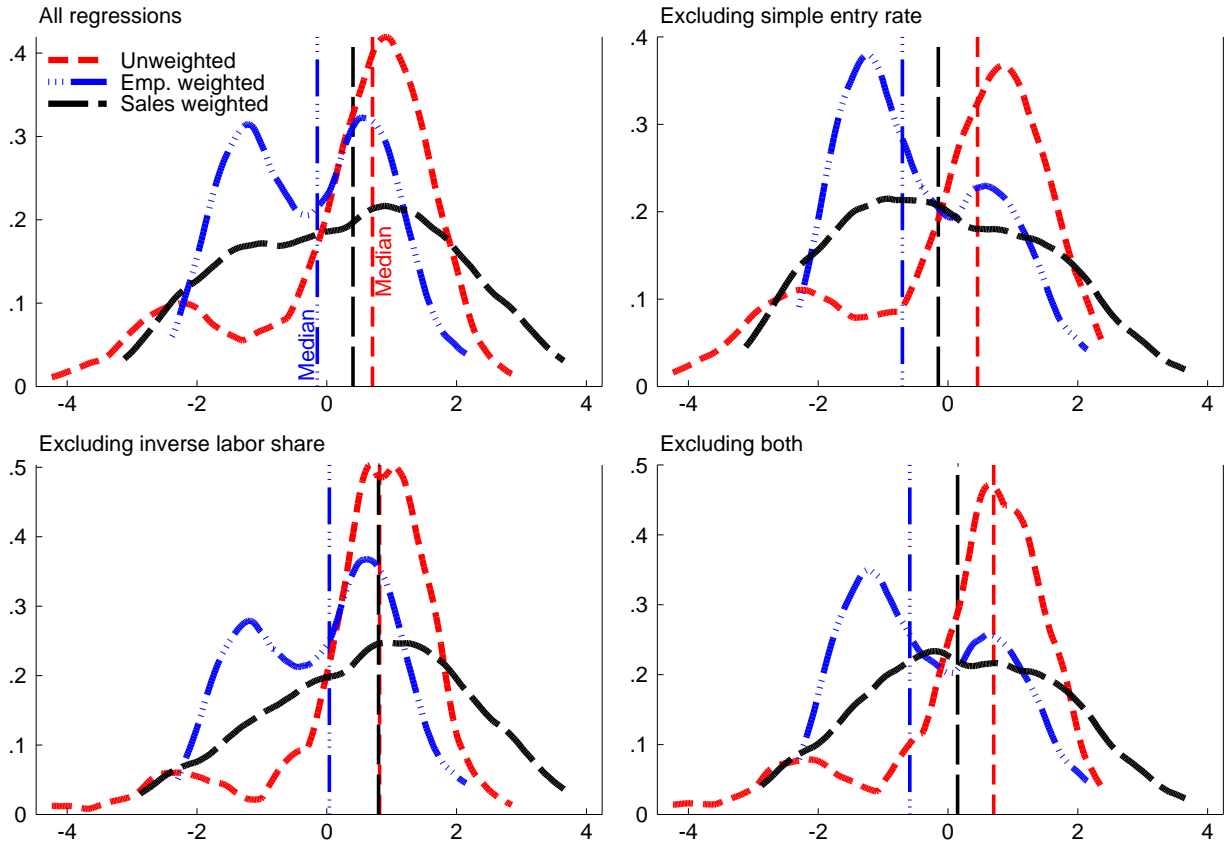 All regressions
.4
.3
.2
.1
0
Unweighted
Emp. weighted
Sales weighted
Median
Median
-4 -2 0 2 4
Excluding simple entry rate
.4
.3
.2
.1
0
-4 -2 0 2 4
Excluding inverse labor share
.5
.4
.3
.2
.1
0
-4 -2 0 2 4
Excluding both
.5
.4
.3
.2
.1
0
-4 -2 0 2 4